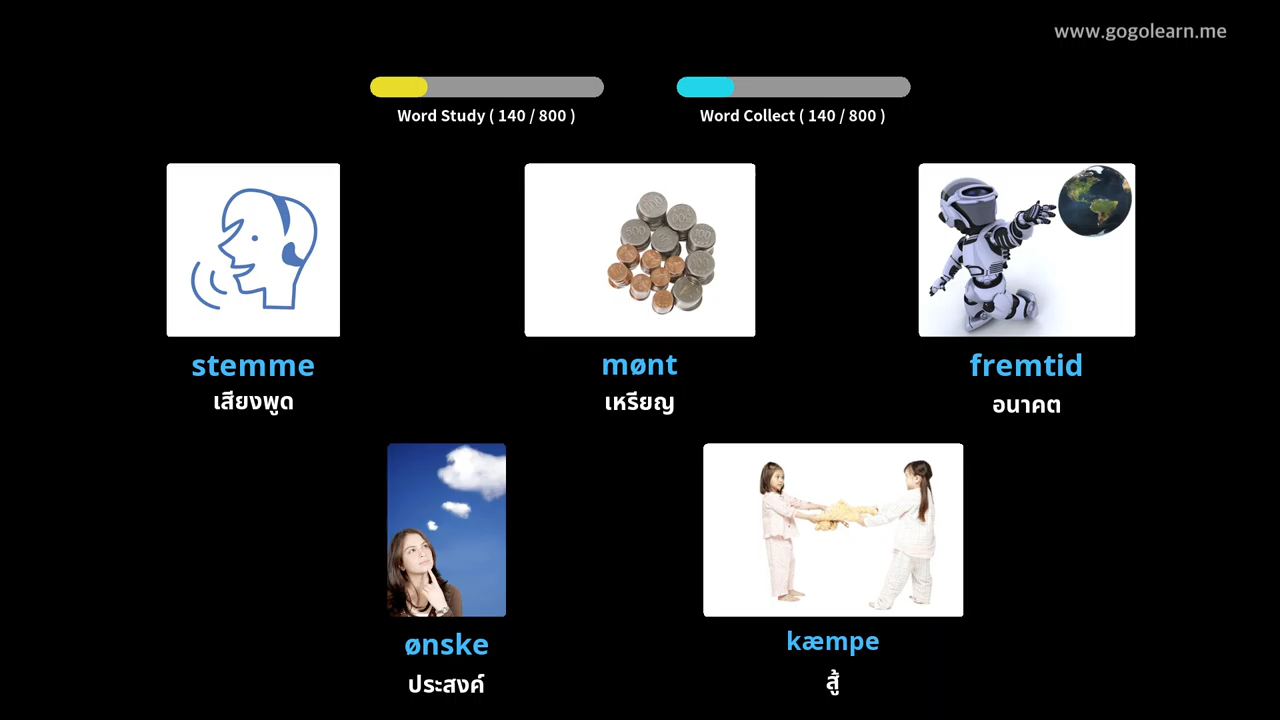 www.gogolearn.me
Word Study ( 140 / 800 )
Word Collect ( 140 / 800 )
stemme
เสียงพูด
mønt
เหรียญ
fremtid
อนาคต
ønske
ประสงค์
kæmpe
สู้